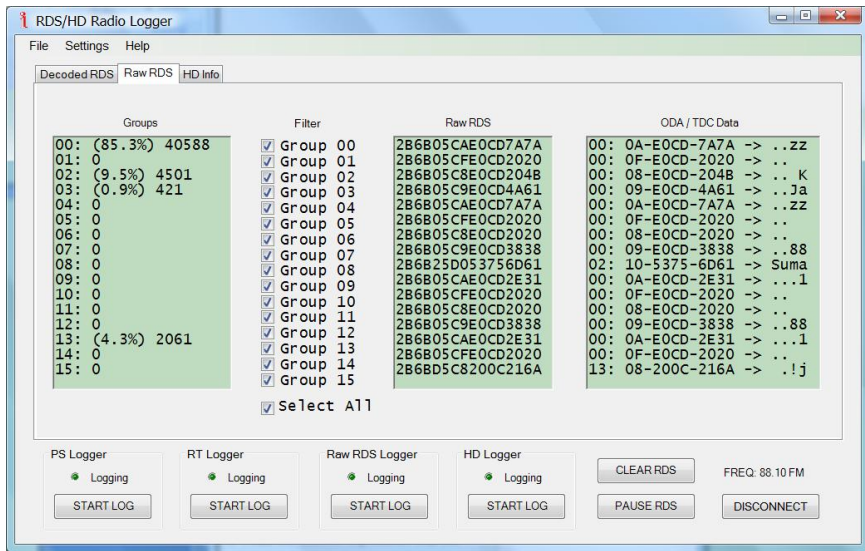 RDS/HD Radio Logger
File Settings Help
Decoded RDS Raw RDS HD Info
Groups Filter Raw RDS ODA / TDC Data
00: (85.3%) 40588
01: 0
02: (9.5%) 4501
03: (0.9%) 421
04: 0
05: 0
06: 0
07: 0
08: 0
09: 0
10: 0
11: 0
12: 0
13: (4.3%) 2061
14: 0
15: 0
Group 00
Group 01
Group 02
Group 03
Group 04
Group 05
Group 06
Group 07
Group 08
Group 09
Group 10
Group 11
Group 12
Group 13
Group 14
Group 15
Select All
2B6B05CAE0CD7A7A
2B6B05CFE0CD2020
2B6B05C8E0CD204B
2B6B05C9E0CD4A61
2B6B05CAE0CD7A7A
2B6B05CFE0CD2020
2B6B05C8E0CD2020
2B6B05C9E0CD3838
2B6B25D053756D61
2B6B05CAE0CD2E31
2B6B05CFE0CD2020
2B6B05C8E0CD2020
2B6B05C9E0CD3838
2B6B05CAE0CD2E31
2B6B05CFE0CD2020
2B6BD5C8200C216A
00: 0A-E0CD-7A7A -> ..zz
00: 0F-E0CD-2020 -> ..
00: 08-E0CD-204B -> .. K
00: 09-E0CD-4A61 -> ..Ja
00: 0A-E0CD-7A7A -> ..zz
00: 0F-E0CD-2020 -> ..
00: 08-E0CD-2020 -> ..
00: 09-E0CD-3838 -> ..88
02: 10-5375-6D61 -> Suma
00: 0A-E0CD-2E31 -> ...1
00: 0F-E0CD-2020 -> ..
00: 08-E0CD-2020 -> ..
00: 09-E0CD-3838 -> ..88
00: 0A-E0CD-2E31 -> ...1
00: 0F-E0CD-2020 -> ..
13: 08-200C-216A -> .!j
PS Logger RT Logger Raw RDS Logger HD Logger
Logging Logging Logging Logging
START LOG START LOG START LOG START LOG
CLEAR RDS FREQ: 88.10 FM
PAUSE RDS DISCONNECT